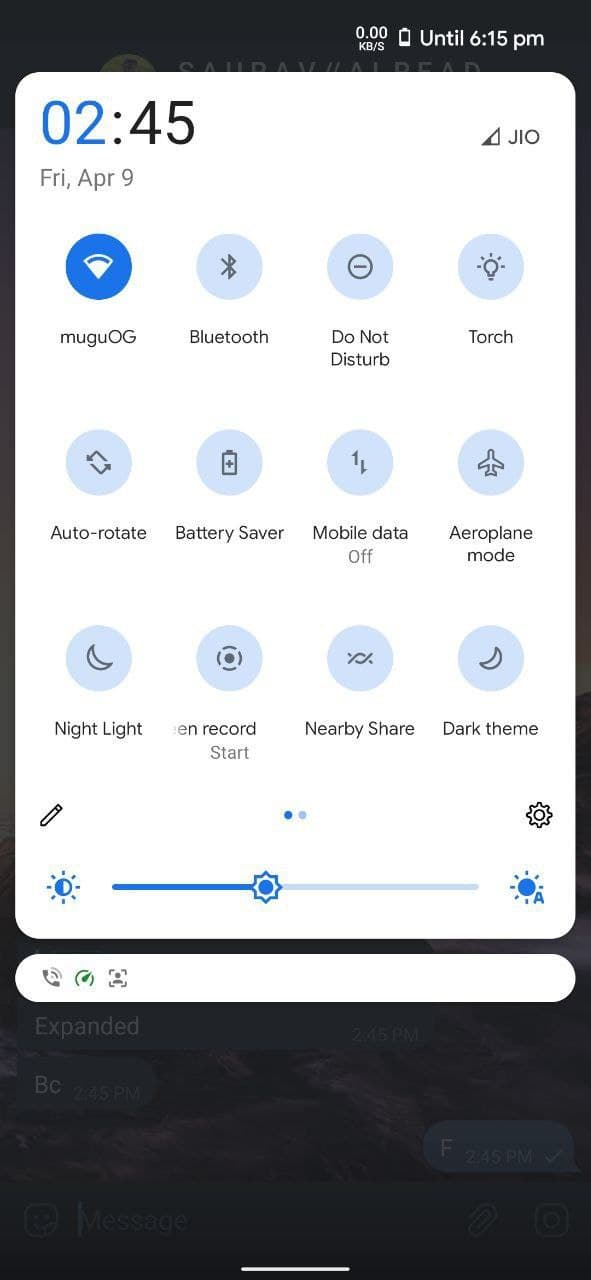 0.00
KB/S
Until 6:15 pm
SAURAV//ALREAD
02:45
JIO
Fri, Apr 9
muguOG
Bluetooth
Do Not
Disturb
Torch
Auto-rotate
Battery Saver
Mobile data
Off
Aeroplane
mode
Night Light
en record
Start
Nearby Share
Dark theme
A
Expanded
2:45 PM
Bc 2:45 PM
F 2:45 PM
Message